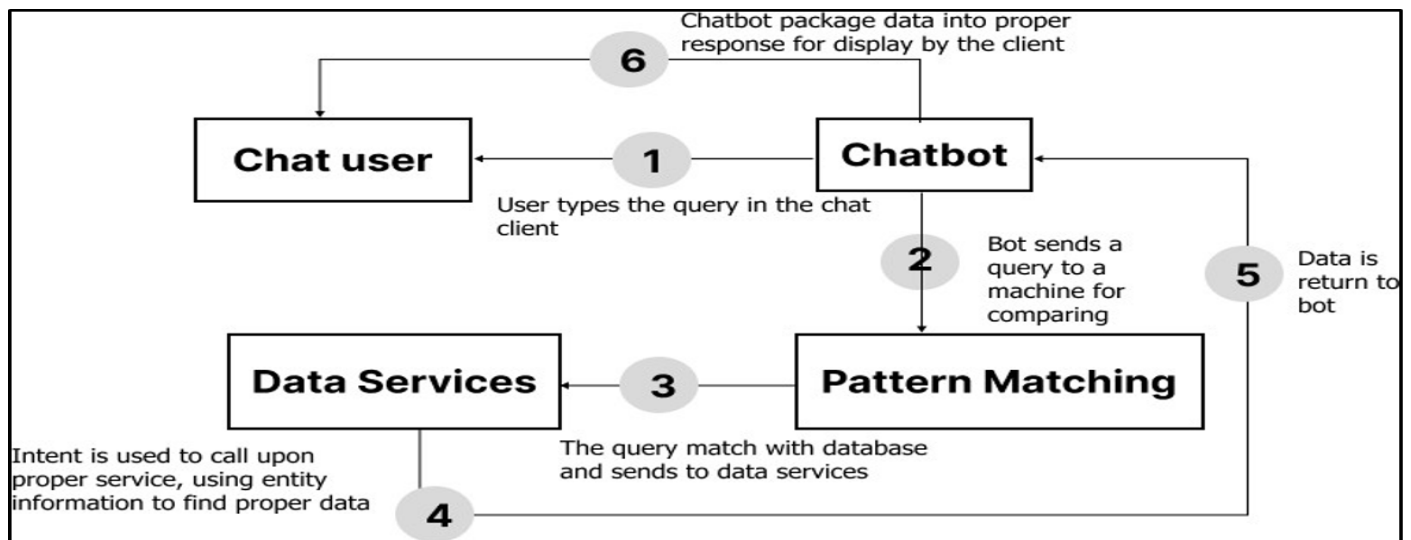 Chatbot package data into proper
response for display by the client
6
Chat user
1
Chatbot
User types the query in the chat
client
2
Bot sends a
query to a
machine for
comparing
5
Data is
return to
bot
Data Services
3
Pattern Matching
The query match with database
and sends to data services
Intent is used to call upon
proper service, using entity
information to find proper data
4